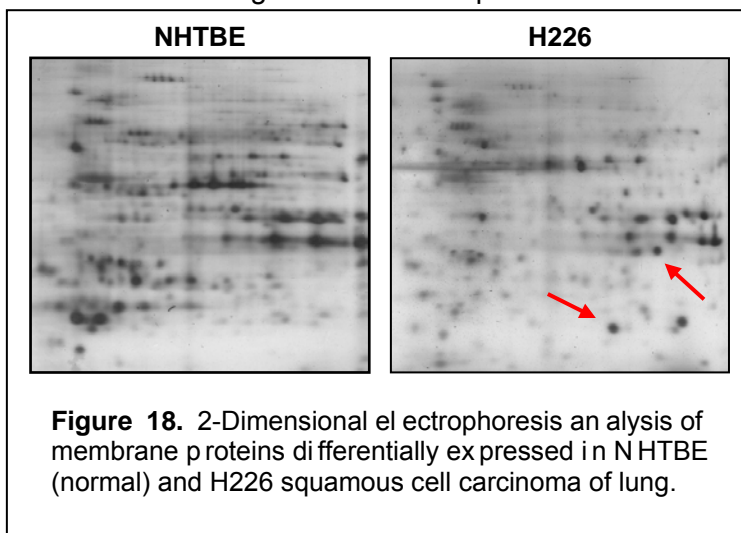 NHTBE H226
Figure 18. 2-Dimensional el ectrophoresis an alysis of
membrane p roteins di fferentially ex pressed i n N HTBE
(normal) and H226 squamous cell carcinoma of lung.